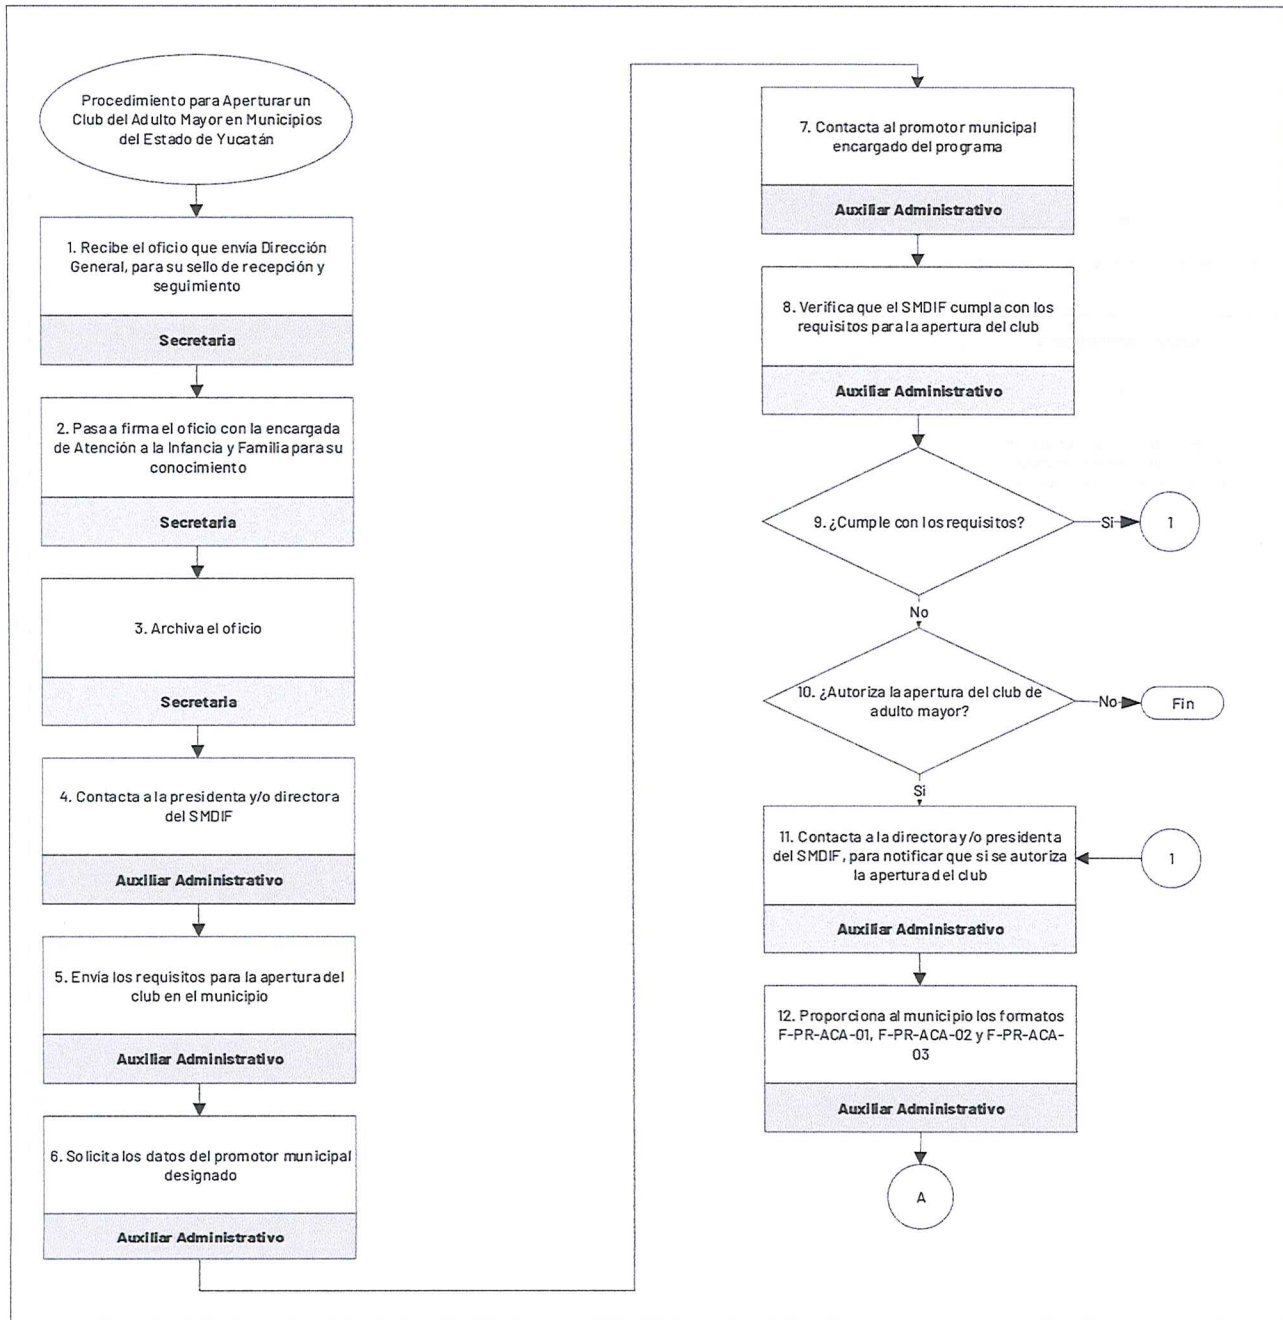 Procedimiento para Aperturar un
Club del Adulto Mayor en Municipios
del Estado de Yucatán
1. Recibe el oficio que envía Dirección
General, para su sello de recepción y
seguimiento
Secretaria
2. Pasa a firma el oficio con la encargada
de Atención a la Infancia y Familia para su
conocimiento
Secretaria
3. Archiva el oficio
Secretaria
4. Contacta a la presidenta y/o directora
del SMDIF
Auxiliar Administrativo
5. Envía los requisitos para la apertura del
club en el municipio
Auxiliar Administrativo
6. Solicita los datos del promotor municipal
designado
Auxiliar Administrativo
7. Contacta al promotor municipal
encargado del programa
Auxiliar Administrativo
8. Verifica que el SMDIF cumpla con los
requisitos para la apertura del club
Auxiliar Administrativo
9. ¿Cumple con los requisitos?
Si
1
No
10. ¿Autoriza la apertura del club de
adulto mayor?
No
Fin
Si
11. Contacta a la directora y/o presidenta
del SMDIF, para notificar que si se autoriza
la apertura del club
1
Auxiliar Administrativo
12. Proporciona al municipio los formatos
F-PR-ACA-01, F-PR-ACA-02 y F-PR-ACA-
03
Auxiliar Administrativo
A